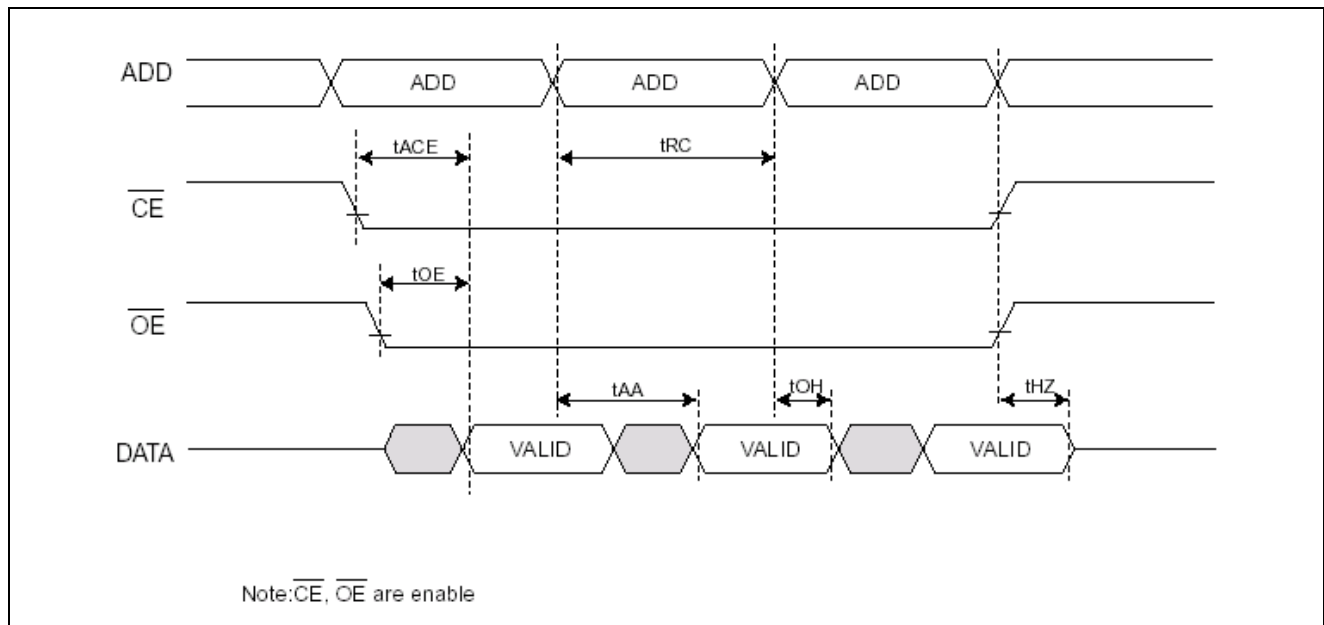 ADD ADD ADD ADD
tACE tRC
CE
tOE
OE
tAA tOH tHZ
DATA VALID VALID VALID
Note:CE, OE are enable